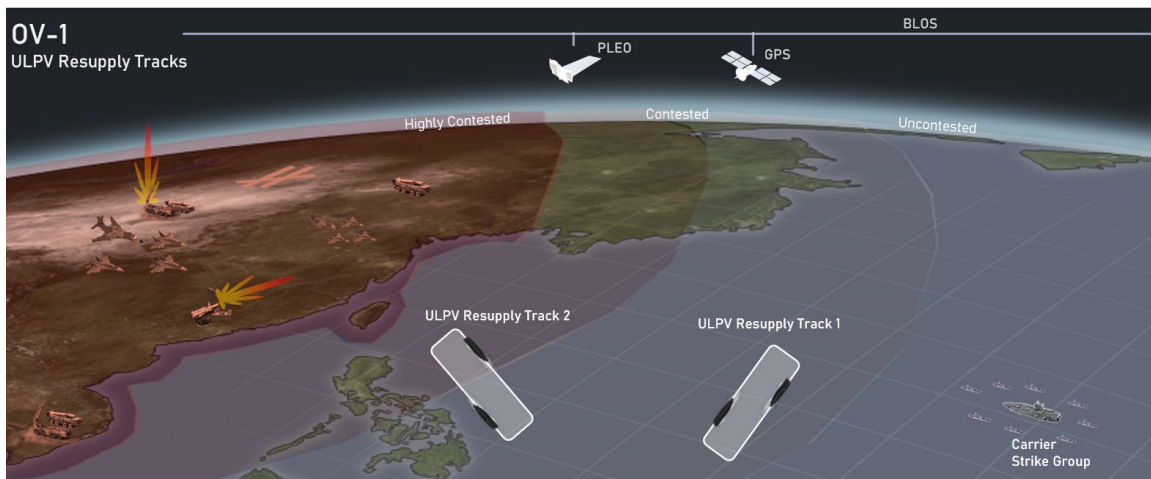 OV-1
ULPV Resupply Tracks
BLOS
PLEO
GPS
Highly Contested
Contested
Uncontested
ULPV Resupply Track 2
ULPV Resupply Track 1
Carrier
Strike Group